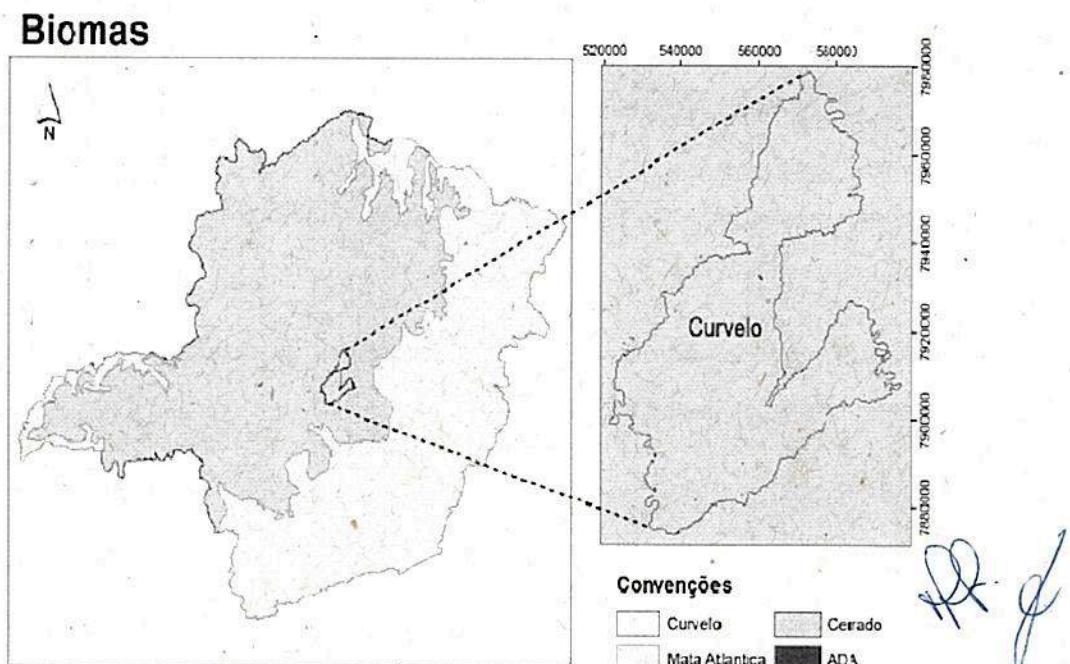 Biomas
N
520000 540000 560000 580000
7980000
7960000
7940000
7920000
7900000
7880000
Curvelo
Convenções
Curvelo
Cerrado
Mata Atlantica
ADA